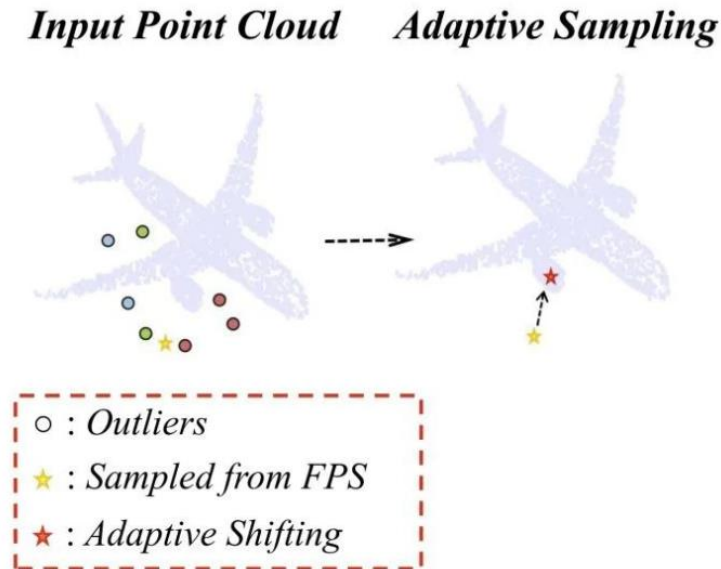 Input Point Cloud Adaptive Sampling
: Outliers
: Sampled from FPS
: Adaptive Shifting